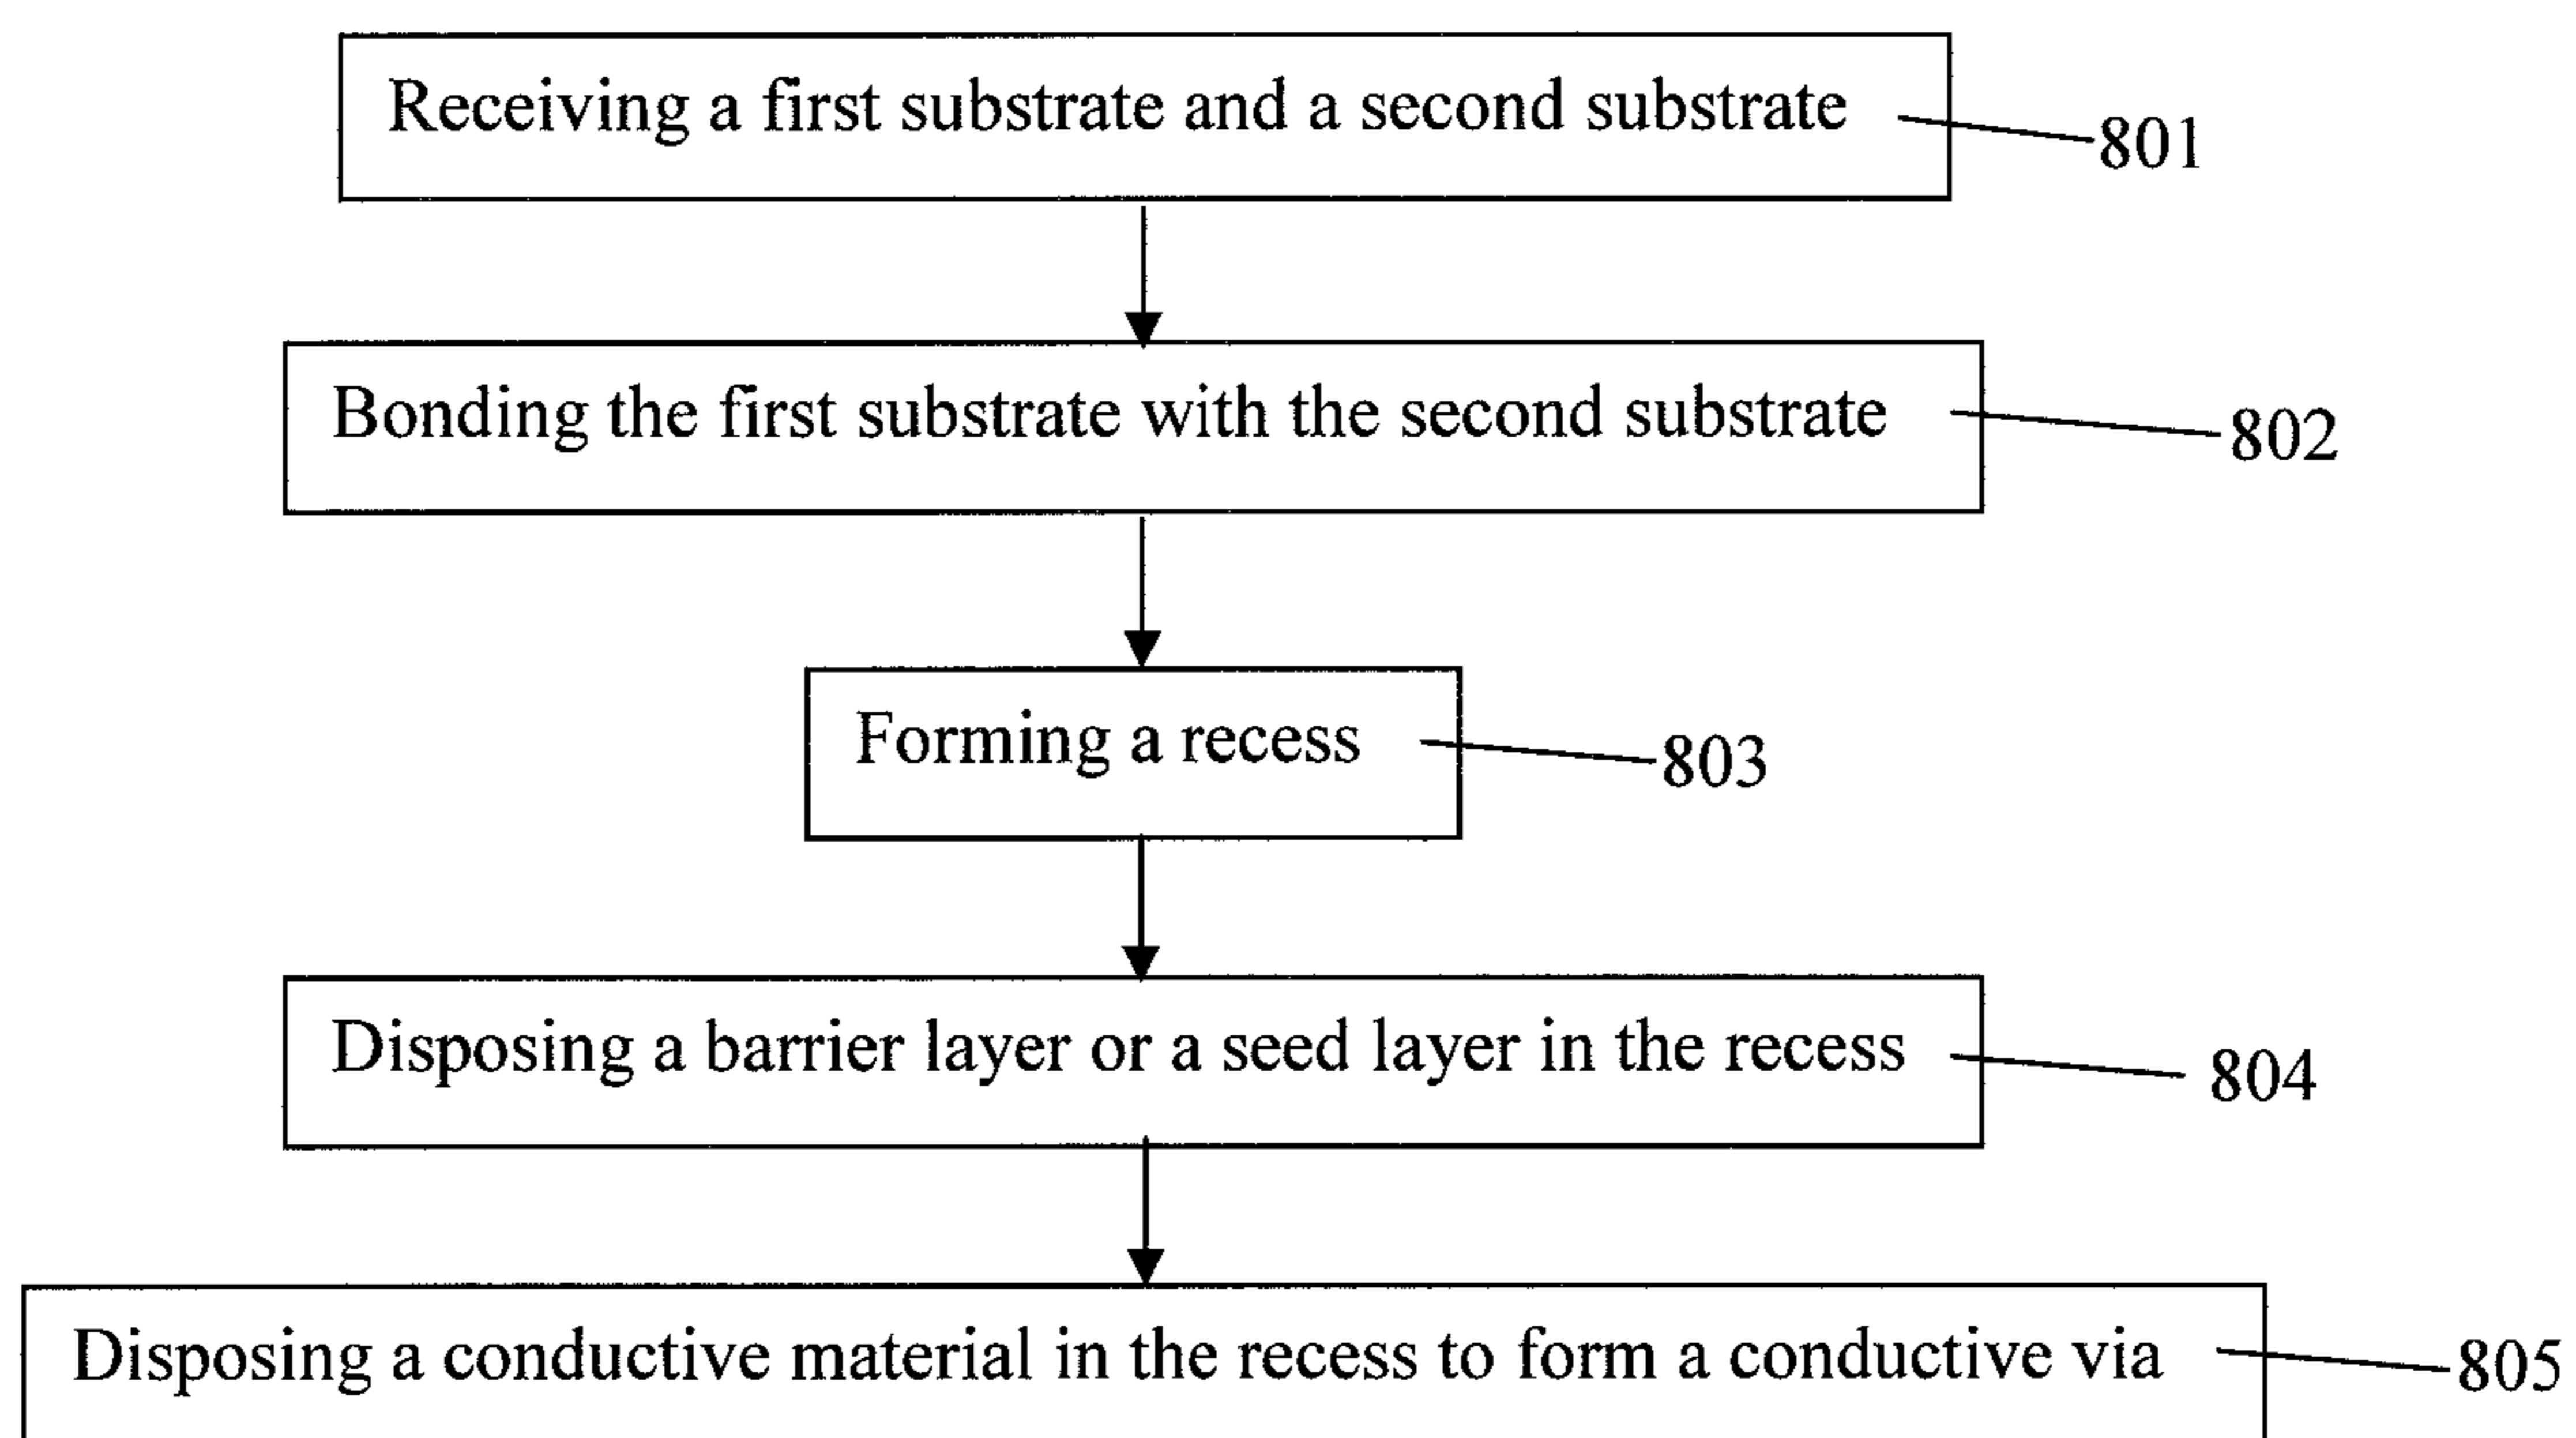 Receiving a first substrate and a second substrate
801
Bonding the first substrate with the second substrate
802
Forming a recess
803
Disposing a barrier layer or a seed layer in the recess
804
Disposing a conductive material in the recess to form a conductive via
805